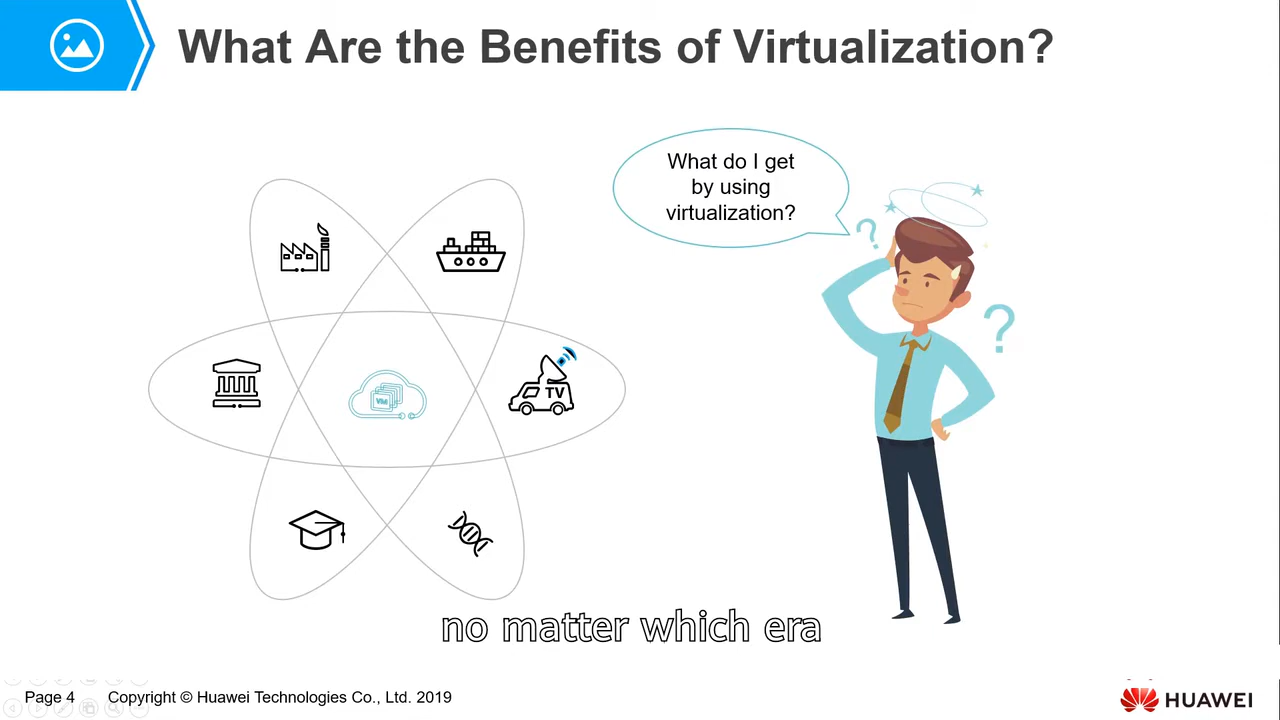 What Are the Benefits of Virtualization?
What do I get
by using
virtualization?
TV
VM
no matter which era
Page 4 Copyright © Huawei Technologies Co., Ltd. 2019
HUAWEI